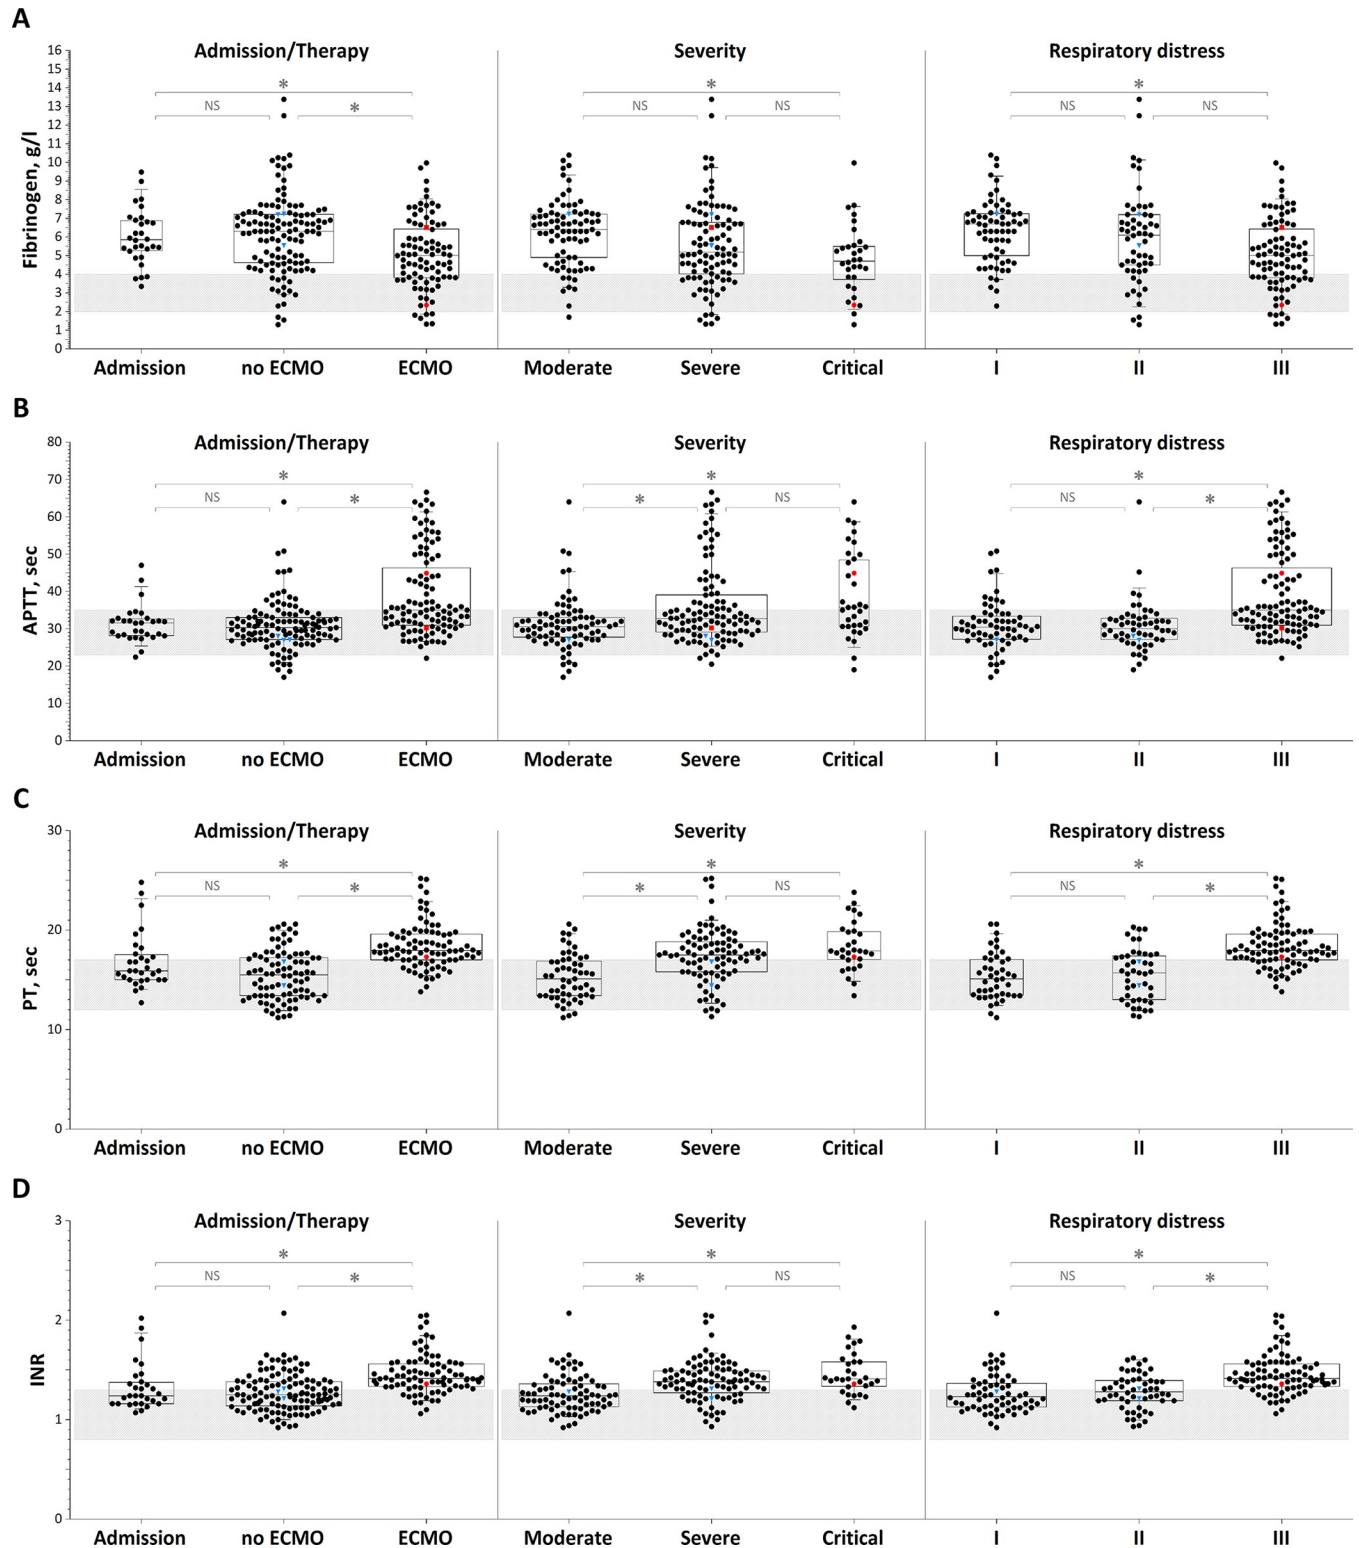 A
Admission/Therapy Severity Respiratory distress
Fibrinogen, g/l
16
15
14
13
12
11
10
9
8
7
6
5
4
3
2
1
0
* * *
NS * NS NS NS NS
Admission no ECMO ECMO Moderate Severe Critical I II III
B
Admission/Therapy Severity Respiratory distress
APTT, sec
80
70
60
50
40
30
20
10
0
* * *
NS * * NS NS *
Admission no ECMO ECMO Moderate Severe Critical I II III
C
Admission/Therapy Severity Respiratory distress
PT, sec
30
20
10
0
* * *
NS * * NS NS *
Admission no ECMO ECMO Moderate Severe Critical I II III
D
Admission/Therapy Severity Respiratory distress
INR
3
2
1
0
* * *
NS * * NS NS *
Admission no ECMO ECMO Moderate Severe Critical I II III